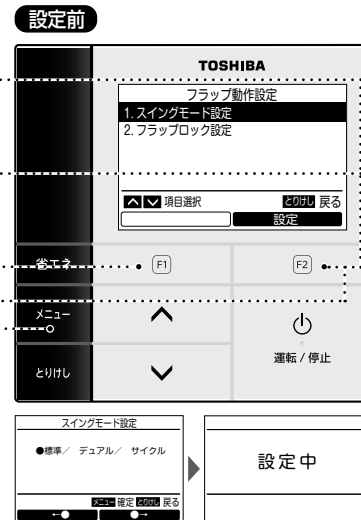 設定前
TOSHIBA
フラップ動作設定
1. スイングモード設定
2. フラップロック設定
項目選択 とりけし 戻る
設定
省エネ F1 F2
メニュー
運転 / 停止
とりけし
スイングモード設定
●標準／ デュアル／ サイクル
メニュー 確定 とりけし 戻る
←● ●→
設定中